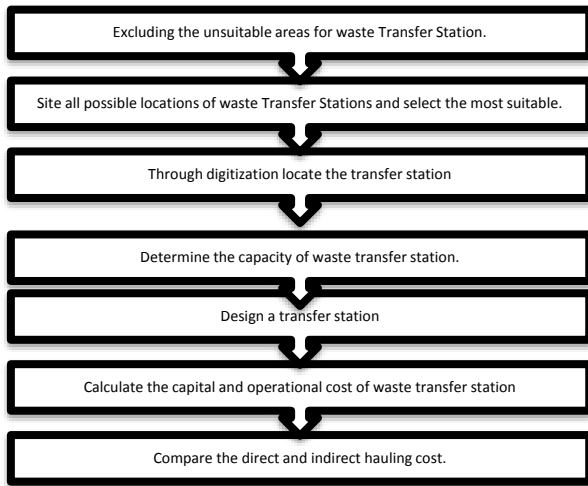 Excluding the unsuitable areas for waste Transfer Station.
Site all possible locations of waste Transfer Stations and select the most suitable.
Through digitization locate the transfer station
Determine the capacity of waste transfer station.
Design a transfer station
Calculate the capital and operational cost of waste transfer station
Compare the direct and indirect hauling cost.